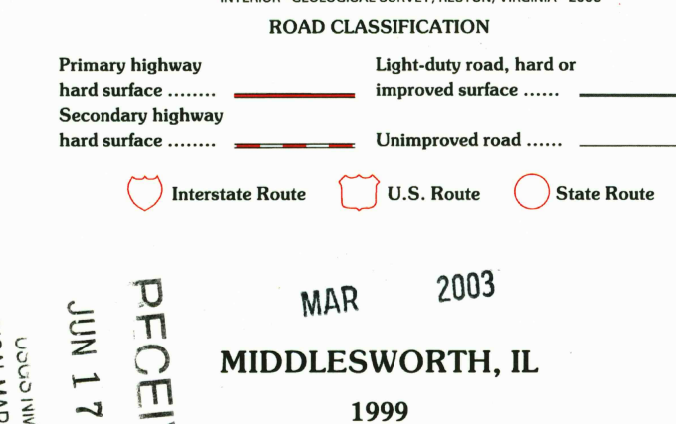 ROAD CLASSIFICATION
Primary highway
hard surface ........
Light-duty road, hard or
improved surface ......
Secondary highway
hard surface ........
Unimproved road ......
Interstate Route
U.S. Route
State Route
MAR 2003
JUN 17
MIDDLESWORTH, IL
1999